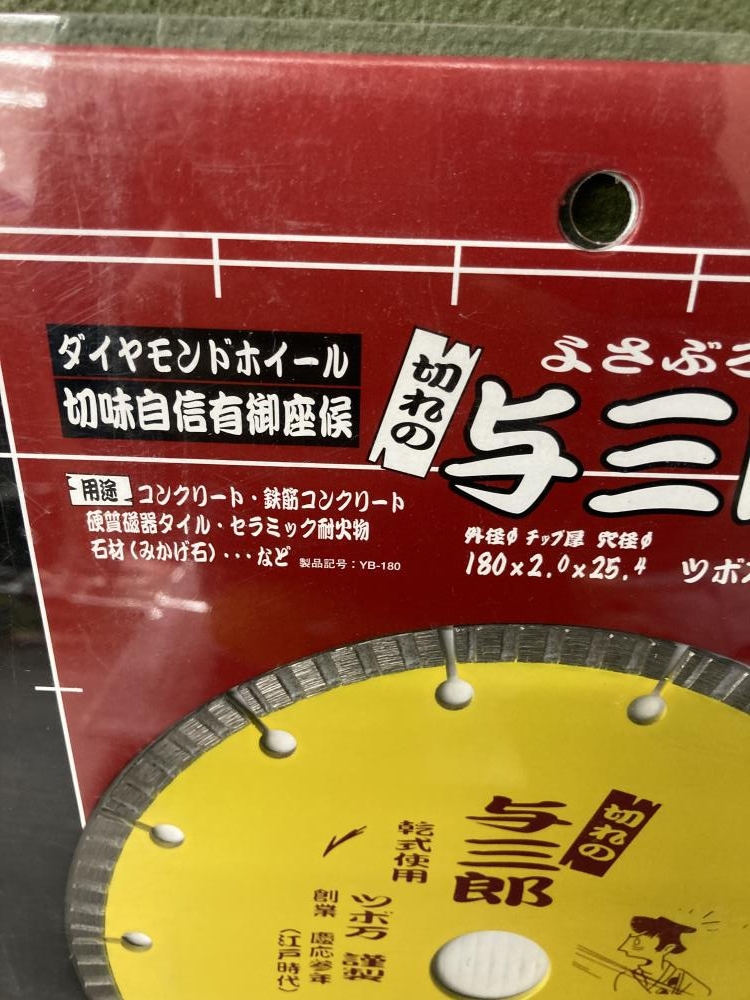 ダイヤモンドホイール
切味自信有御座候
切れの
よさぶ
与三
用途 コンクリート・鉄筋コンクリート
硬質磁器タイル・セラミック耐火物
石材(みかげ石)・・・など 製品記号:YB-180
外径φ チップ厚 穴径φ
180×2.0×25.4
ツボ
切れの
与三郎
乾式使用
ツボ万 謹製
創業 慶応参年
(江戸時代)